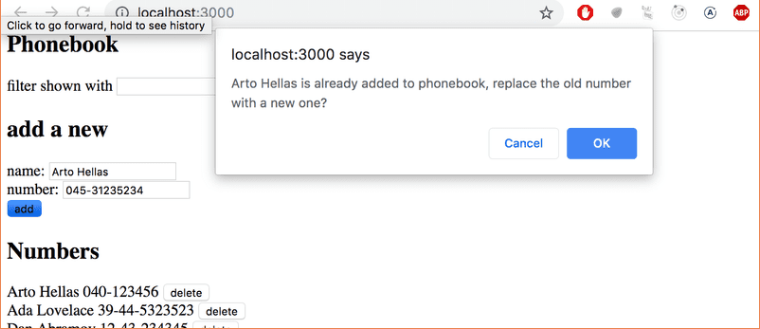 localhost:3000
ABP
Click to go forward, hold to see history
Phonebook
localhost:3000 says
Arto Hellas is already added to phonebook, replace the old number
with a new one?
Cancel
OK
filter shown with
add a new
name: Arto Hellas
number: 045-31235234
add
Numbers
Arto Hellas 040-123456 delete
Ada Lovelace 39-44-5323523 delete
Dan Abramov 12-43-234345 delete